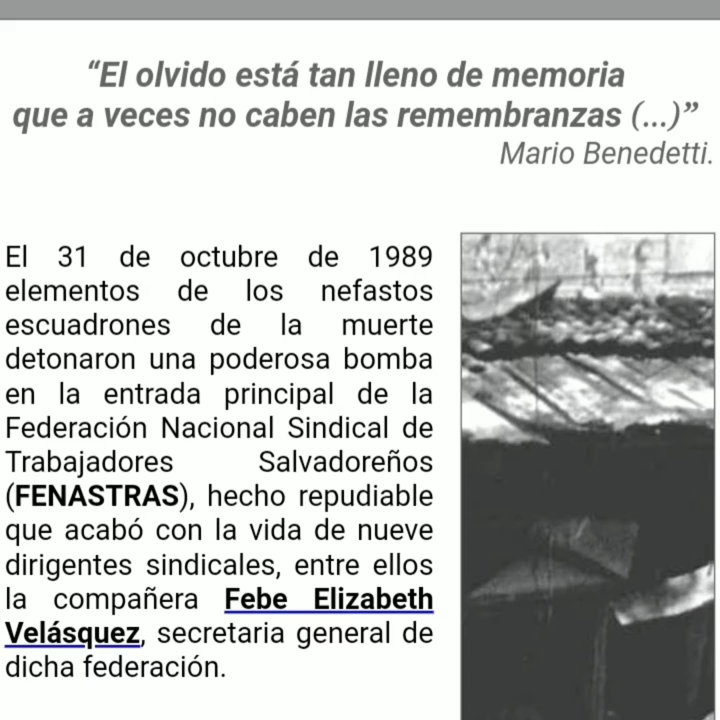 “El olvido está tan lleno de memoria
que a veces no caben las remembranzas (...)”
Mario Benedetti.
El 31 de octubre de 1989
elementos de los nefastos
escuadrones de la muerte
detonaron una poderosa bomba
en la entrada principal de la
Federación Nacional Sindical de
Trabajadores Salvadoreños
(FENASTRAS), hecho repudiable
que acabó con la vida de nueve
dirigentes sindicales, entre ellos
la compañera Febe Elizabeth
Velásquez, secretaria general de
dicha federación.